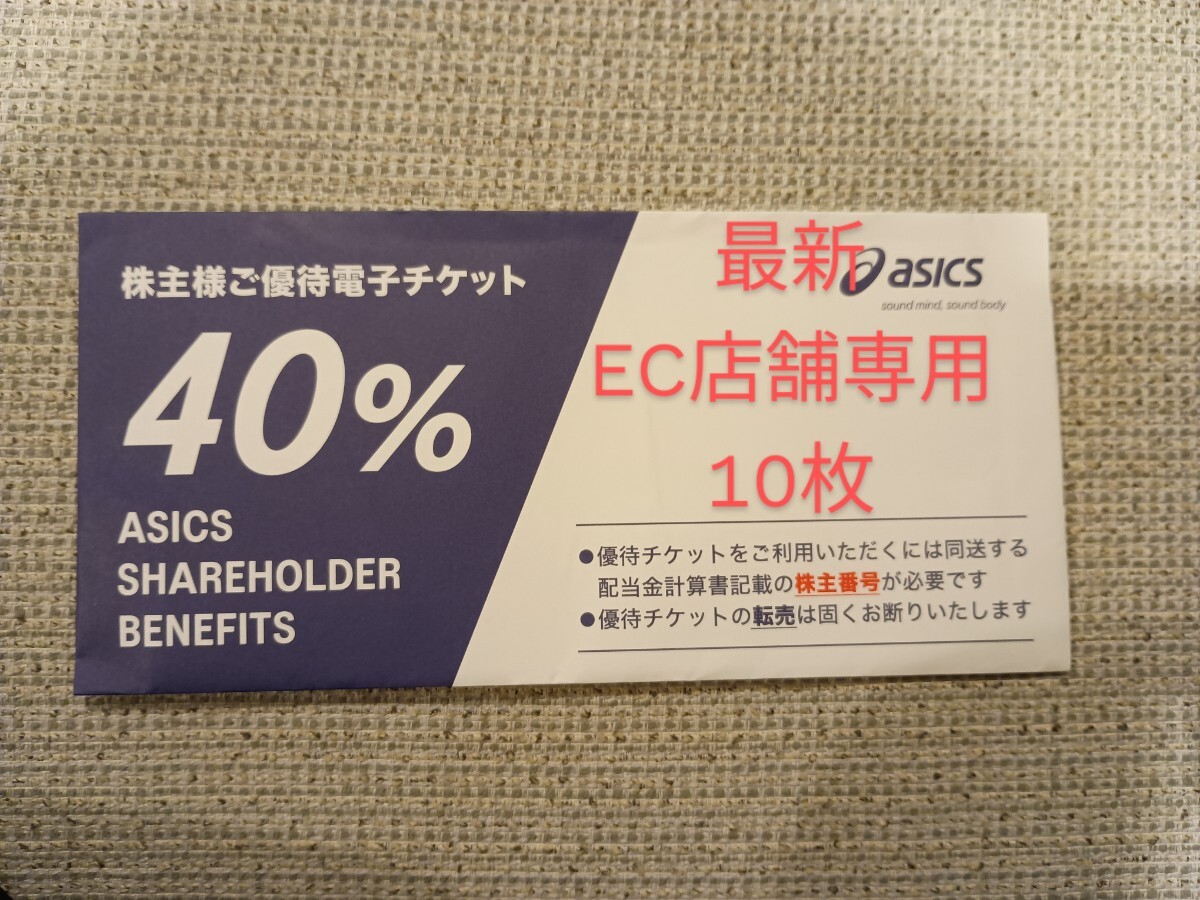 株主様ご優待電子チケット
40%
ASICS
SHAREHOLDER
BENEFITS
最新
asics
sound mind, sound body
EC店舗専用
10枚
●優待チケットをご利用いただくには同送する
配当金計算書記載の株主番号が必要です
●優待チケットの転売は固くお断りいたします